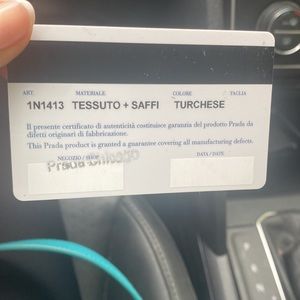 ART. MATERIALE COLORE TAGLIA
1N1413 TESSUTO + SAFFI TURCHESE
Il presente certificato di autenticità costituisce garanzia del prodotto Prada da
difetti originari di fabbricazione.
This Prada product is granted a guarantee covering all manufacturing defects.
NEGOZIO / SHOP DATA / DATE
Prada